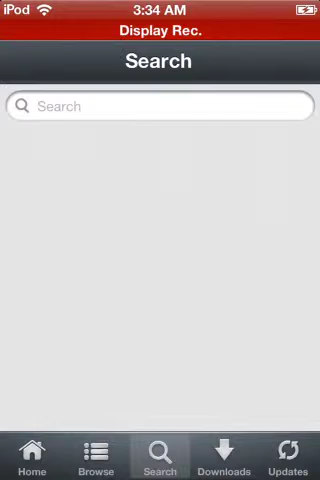 iPod 3:34 AM
Display Rec.
Search
Search
Home Browse Search Downloads Updates